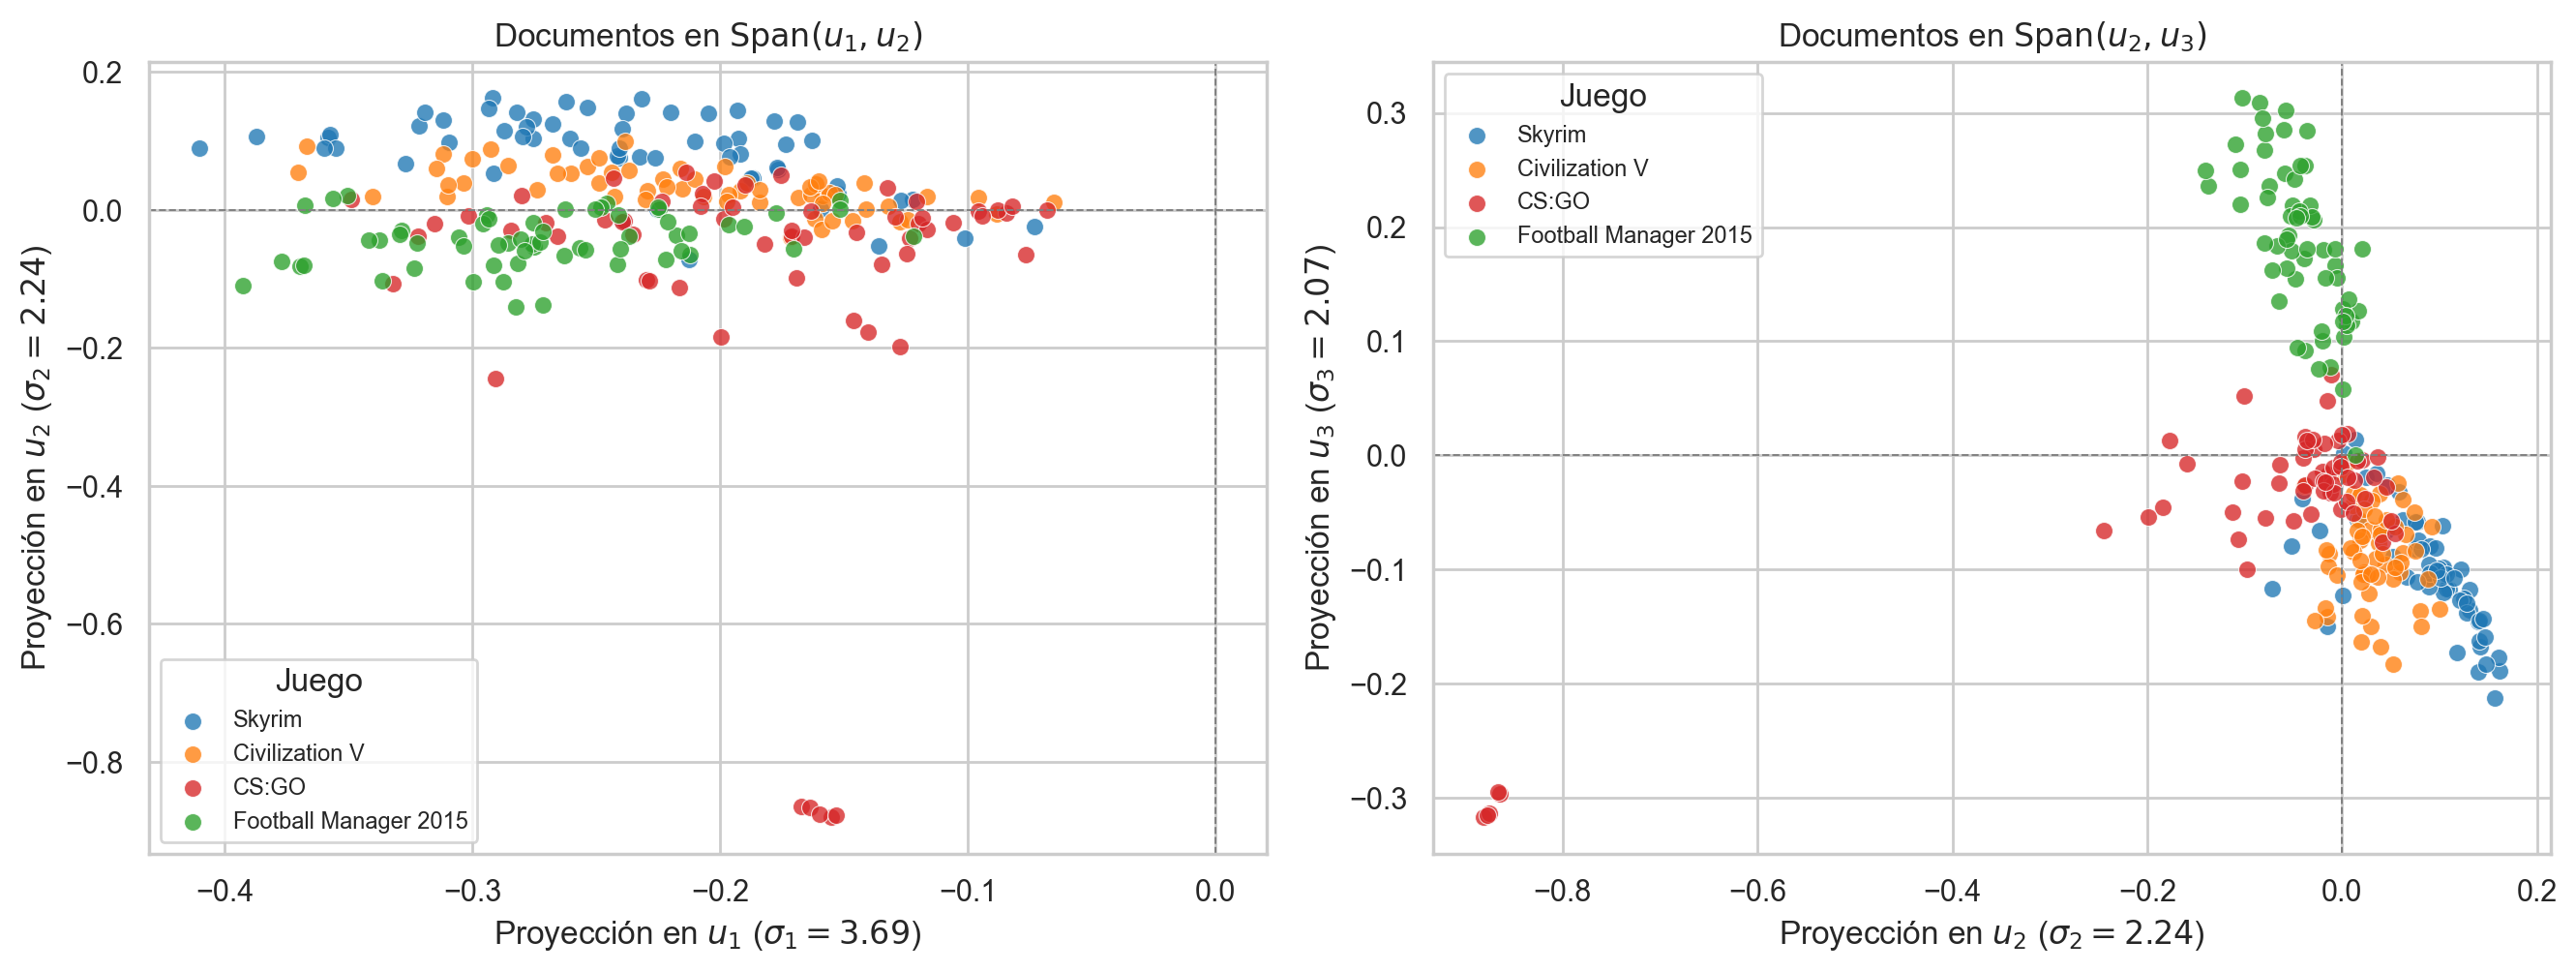 Documentos en Span(u₁, u₂)
0.2
0.0
−0.2
−0.4
−0.6
−0.8
Proyección en u₂ (σ₂ = 2.24)
Juego
Skyrim
Civilization V
CS:GO
Football Manager 2015
−0.4 −0.3 −0.2 −0.1 0.0
Proyección en u₁ (σ₁ = 3.69)
Documentos en Span(u₂, u₃)
Juego
Skyrim
Civilization V
CS:GO
Football Manager 2015
0.3
0.2
0.1
0.0
−0.1
−0.2
−0.3
Proyección en u₃ (σ₃ = 2.07)
−0.8 −0.6 −0.4 −0.2 0.0 0.2
Proyección en u₂ (σ₂ = 2.24)